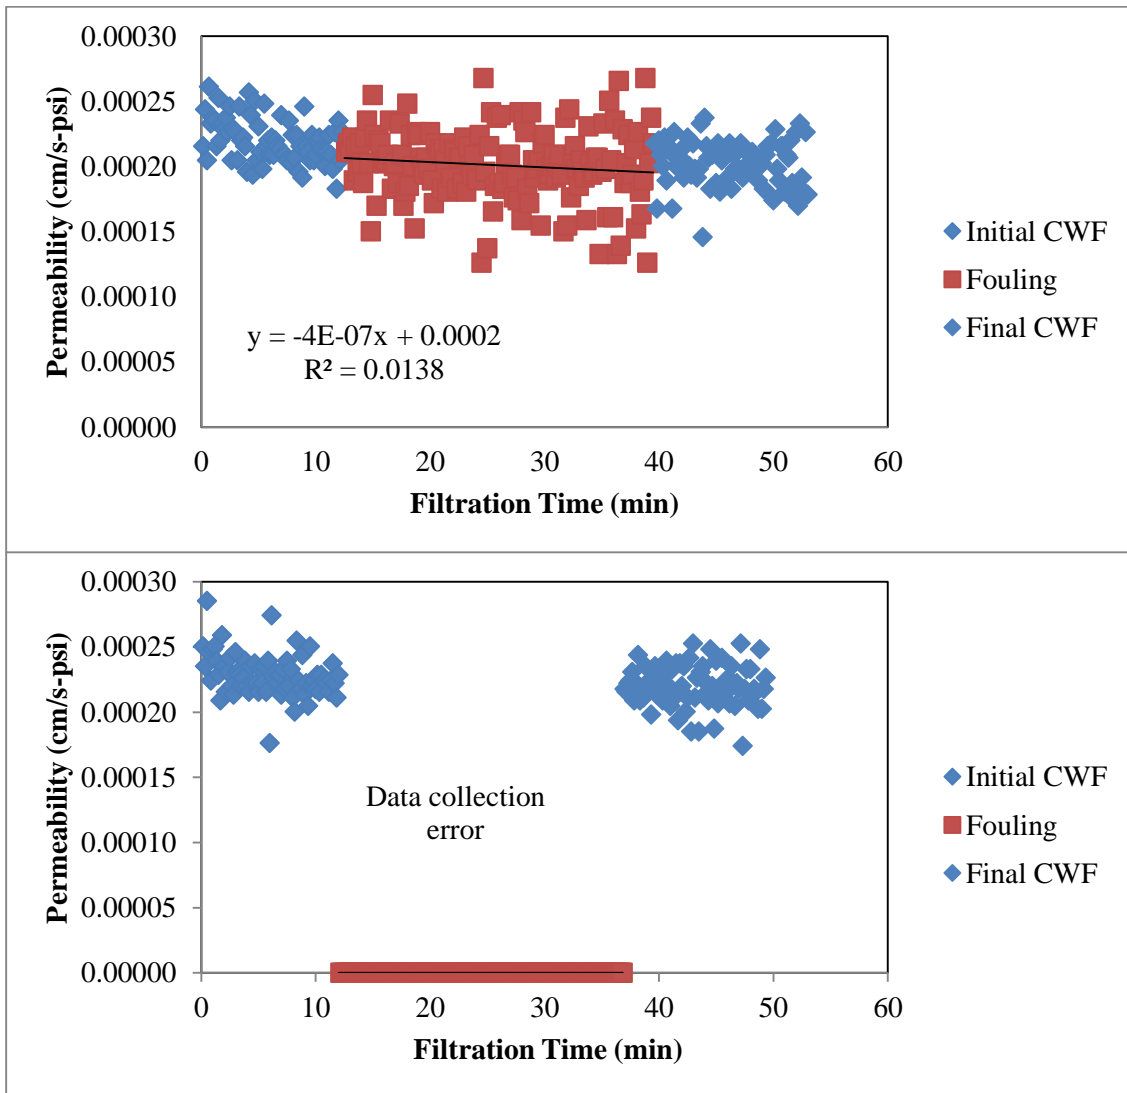 0.00030
0.00025
0.00020
0.00015
0.00010
0.00005
0.00000
Permeability (cm/s-psi)
y = -4E-07x + 0.0002
R² = 0.0138
0 10 20 30 40 50 60
Filtration Time (min)
Initial CWF
Fouling
Final CWF
0.00030
0.00025
0.00020
0.00015
0.00010
0.00005
0.00000
Permeability (cm/s-psi)
Data collection
error
0 10 20 30 40 50 60
Filtration Time (min)
Initial CWF
Fouling
Final CWF